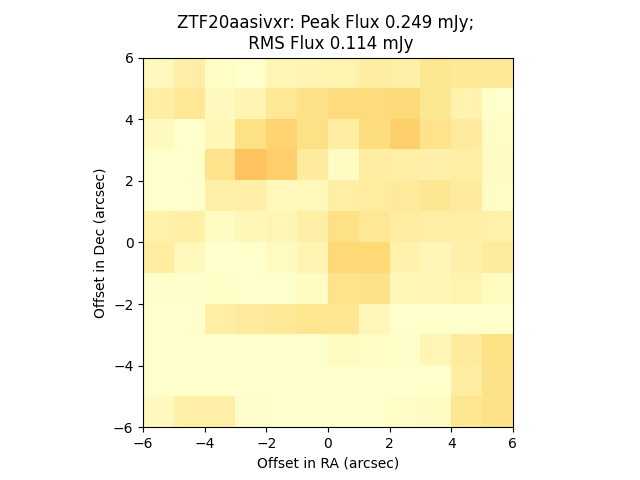 ZTF20aasivxr: Peak Flux 0.249 mJy;
RMS Flux 0.114 mJy
6
4
2
0
−2
−4
−6
Offset in Dec (arcsec)
−6 −4 −2 0 2 4 6
Offset in RA (arcsec)